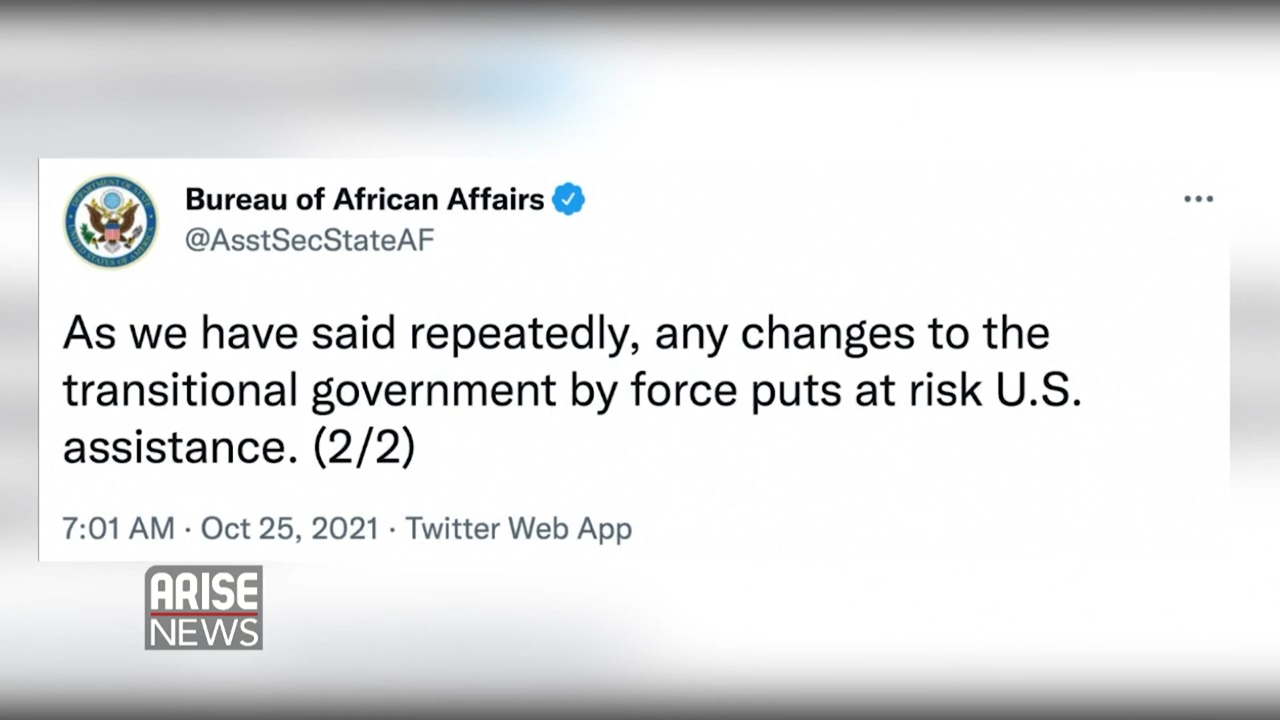 Bureau of African Affairs
@AsstSecStateAF
As we have said repeatedly, any changes to the
transitional government by force puts at risk U.S.
assistance. (2/2)
7:01 AM · Oct 25, 2021 · Twitter Web App
ARISE
NEWS